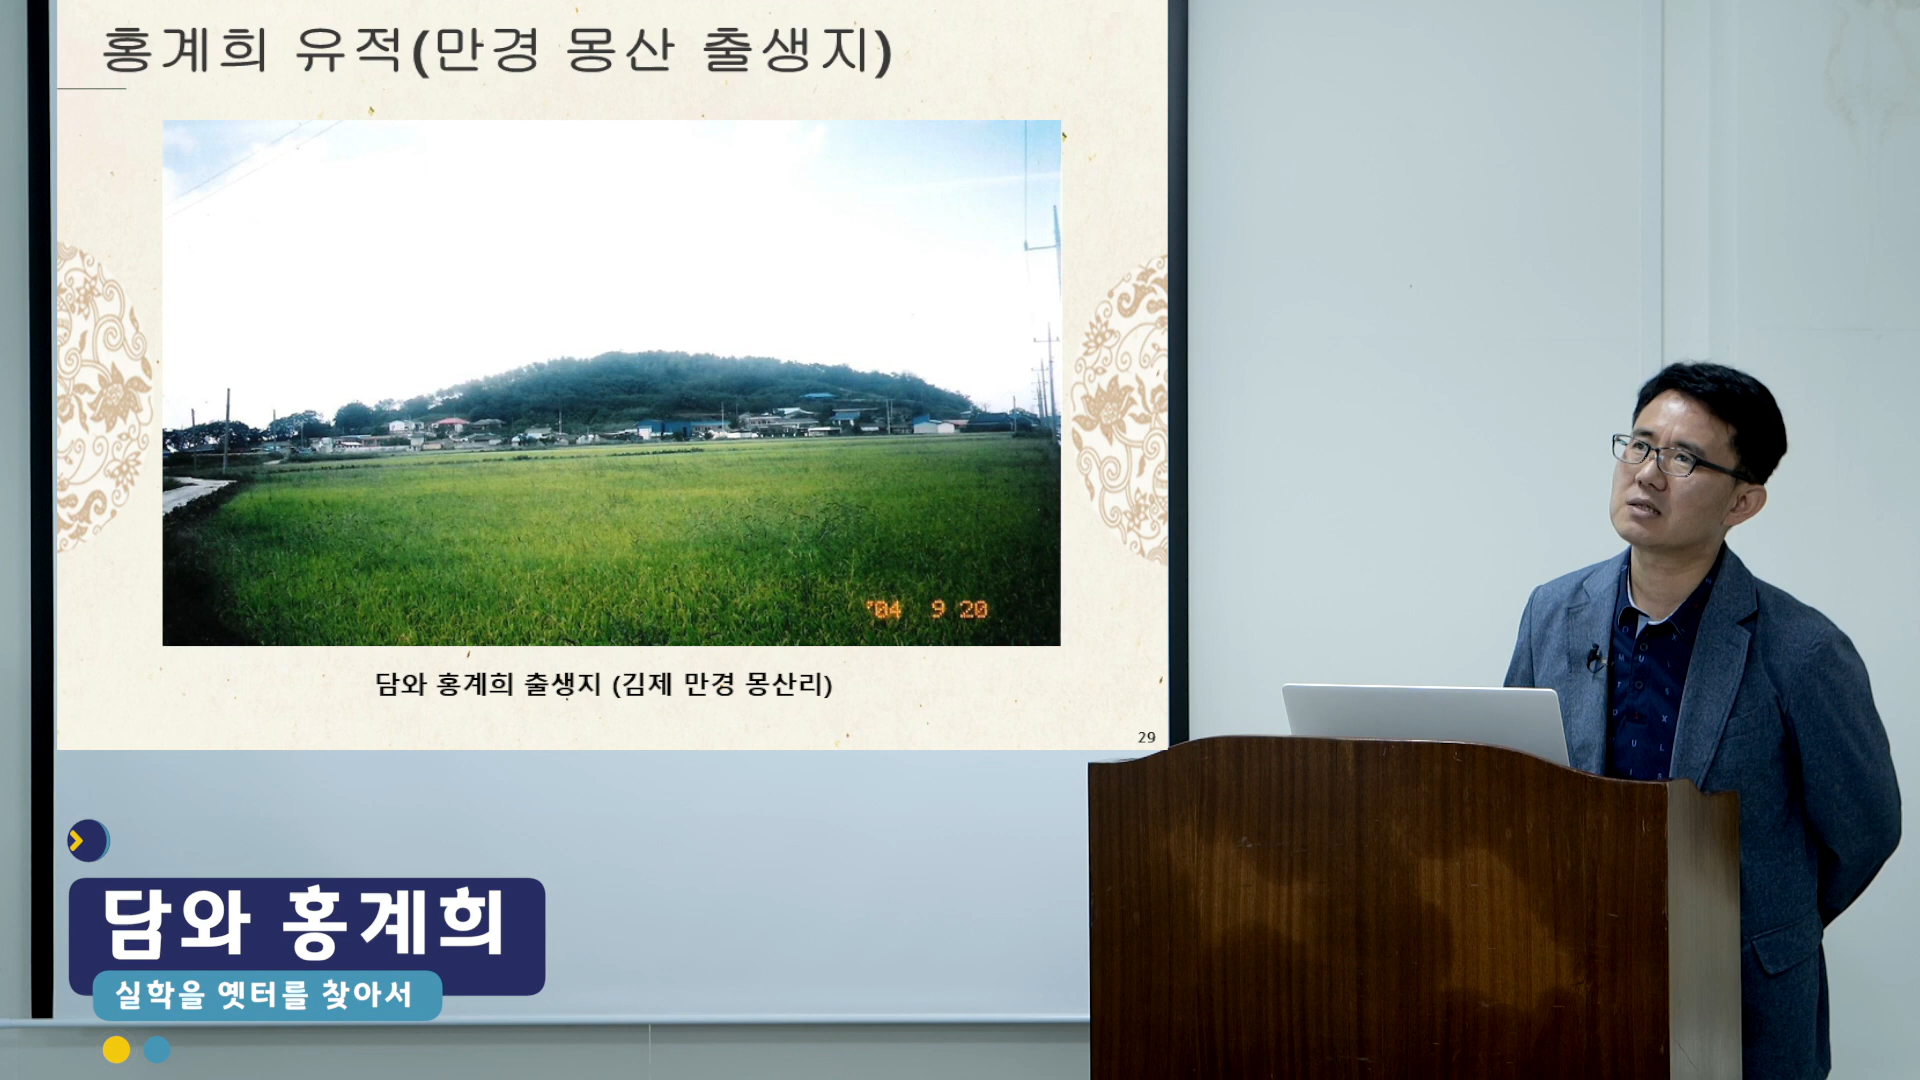 홍계희 유적(만경 몽산 출생지)
'04 9 20
담와 홍계희 출생지 (김제 만경 몽산리)
29
담와 홍계희
실학을 옛터를 찾아서